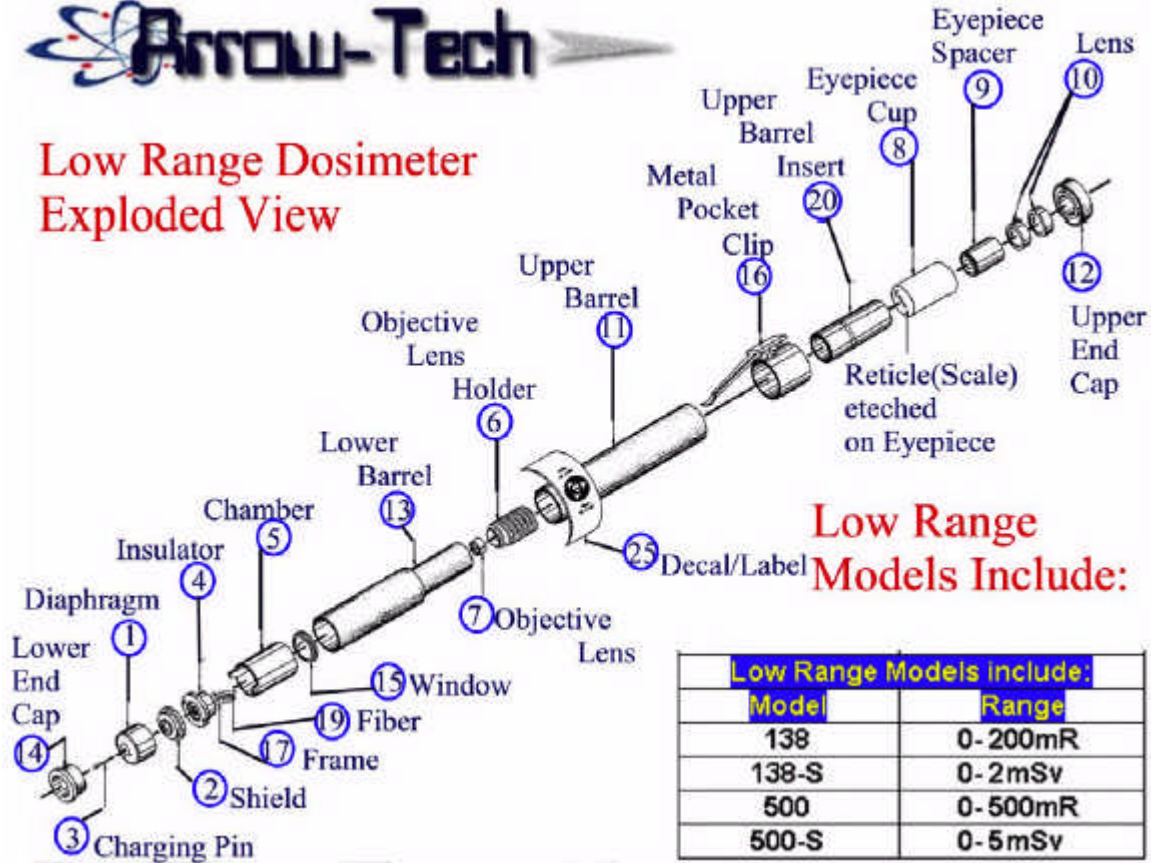 Arrow-Tech
Low Range Dosimeter
Exploded View
Eyepiece
Spacer
9
Lens
10
Eyepiece
Cup
8
Upper
Barrel
Insert
20
Metal
Pocket
Clip
16
12
Upper
End
Cap
Upper
Barrel
11
Reticle(Scale)
eteched
on Eyepiece
Objective
Lens
Holder
6
Lower
Barrel
13
Chamber
5
Insulator
4
Diaphragm
1
Lower
End
Cap
14
25 Decal/Label
7 Objective
Lens
15 Window
19 Fiber
17 Frame
2 Shield
3 Charging Pin
Low Range
Models Include:
Low Range Models include:
Model Range
138 0-200mR
138-S 0-2mSv
500 0-500mR
500-S 0-5mSv